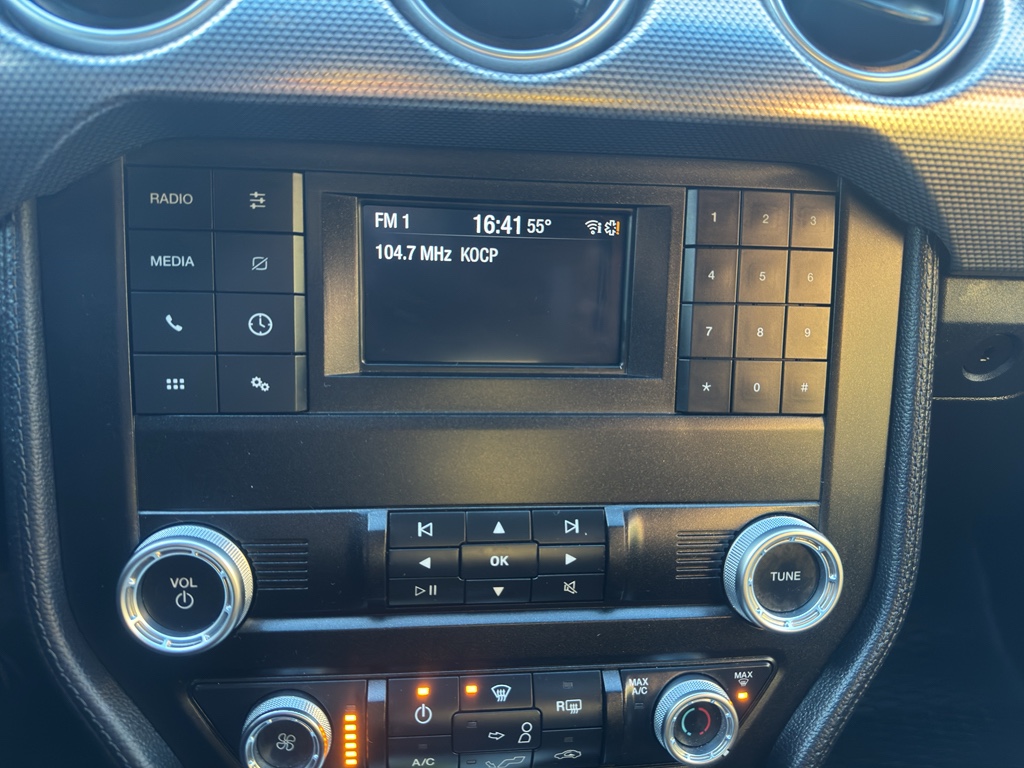 FM 1 16:41 55°
104.7 MHz KOCP
RADIO
MEDIA
1 2 3
4 5 6
7 8 9
* 0 #
OK
VOL
TUNE
MAX A/C
R
MAX
A/C